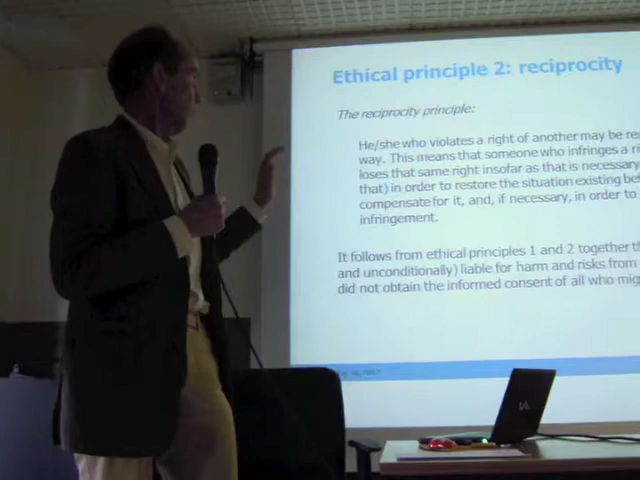 Ethical principle 2: reciprocity
The reciprocity principle:
He/she who violates a right of another may be re
way. This means that someone who infringes a ri
loses that same right insofar as that is necessary
that) in order to restore the situation existing be
compensate for it, and, if necessary, in order to
infringement.
It follows from ethical principles 1 and 2 together t
and unconditionally) liable for harm and risks from
did not obtain the informed consent of all who mig